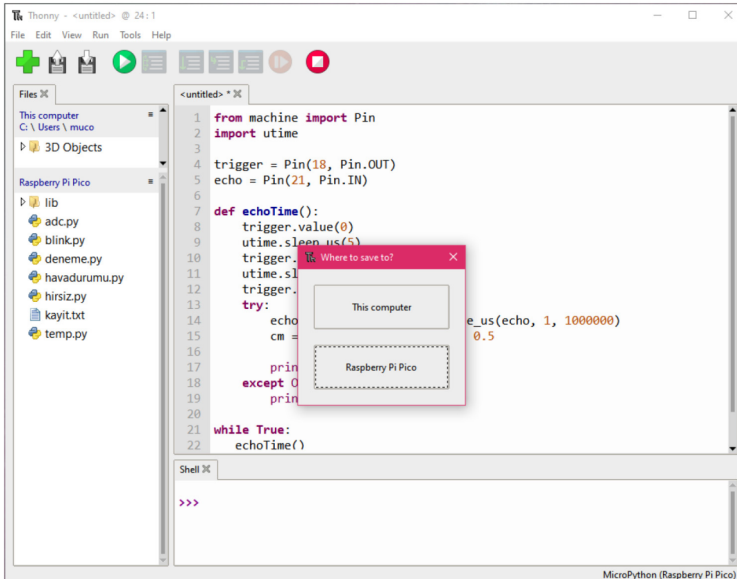 Thonny - <untitled> @ 24 : 1
File Edit View Run Tools Help
Files
This computer
C: \ Users \ muco
3D Objects
Raspberry Pi Pico
lib
adc.py
blink.py
deneme.py
havadurumu.py
hirsiz.py
kayit.txt
temp.py
<untitled> *
1 from machine import Pin
2 import utime
3
4 trigger = Pin(18, Pin.OUT)
5 echo = Pin(21, Pin.IN)
6
7 def echoTime():
8 trigger.value(0)
9 utime.sleep_us(5)
10 trigger.
11 utime.sl
12 trigger.
13 try:
14 echo e_us(echo, 1, 1000000)
15 cm = 0.5
16
17 prin
18 except O
19 prin
20
21 while True:
22 echoTime()
Where to save to?
This computer
Raspberry Pi Pico
Shell
>>>
MicroPython (Raspberry Pi Pico)